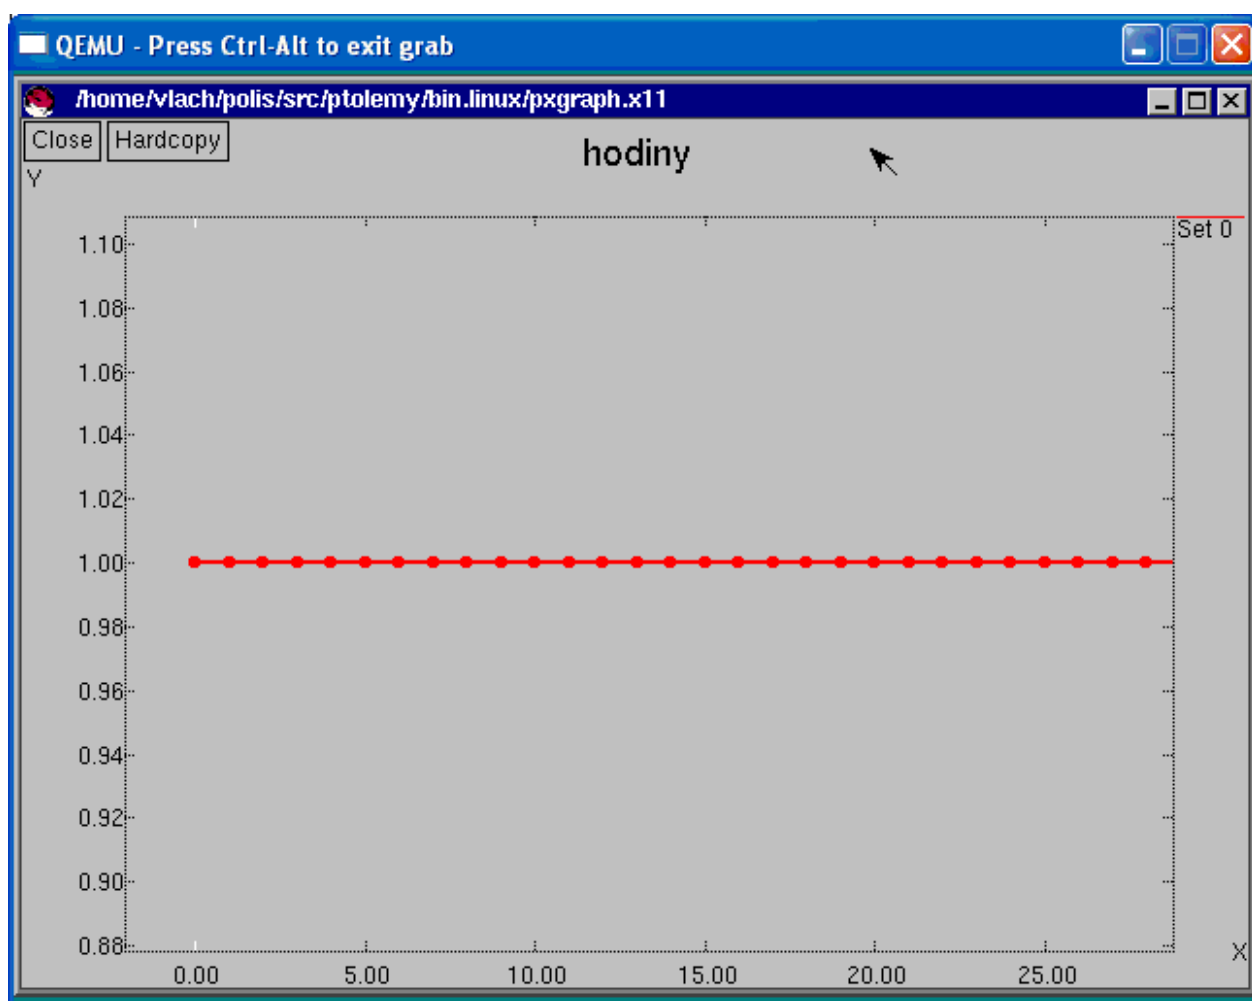 QEMU - Press Ctrl-Alt to exit grab
/home/vlach/polis/src/ptolemy/bin.linux/pxgraph.x11
Close Hardcopy
hodiny
Y
Set 0
1.10
1.08
1.06
1.04
1.02
1.00
0.98
0.96
0.94
0.92
0.90
0.88
X
0.00 5.00 10.00 15.00 20.00 25.00